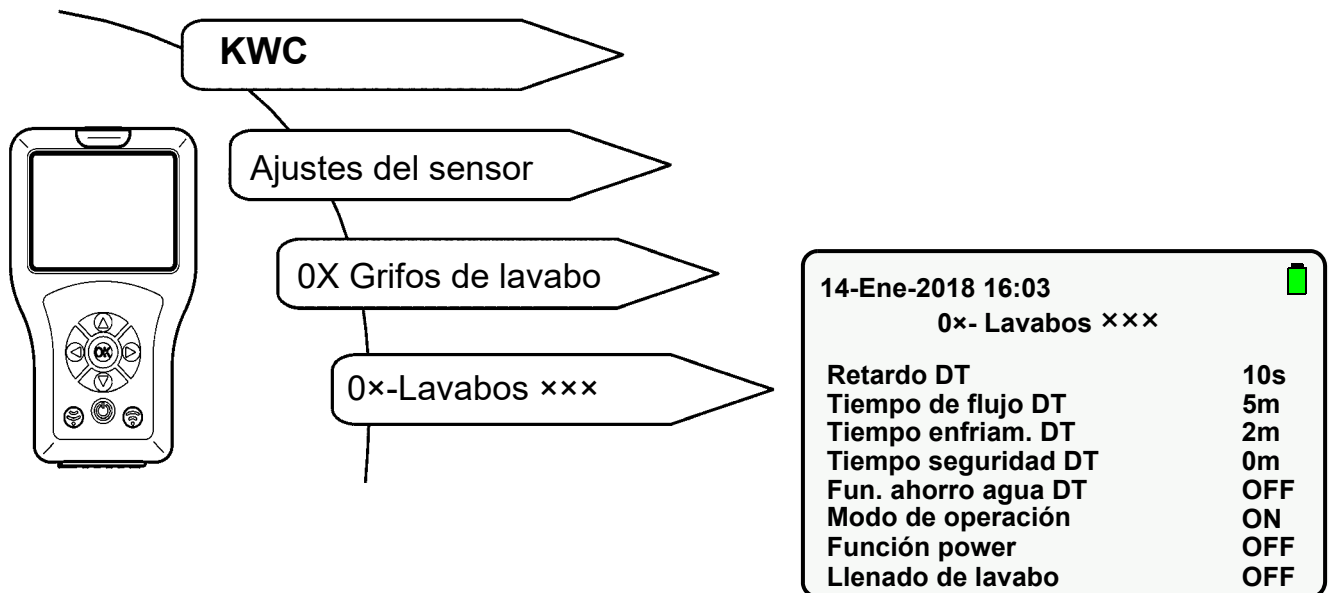 KWC
Ajustes del sensor
0X Grifos de lavabo
0×-Lavabos ×××
OK
14-Ene-2018 16:03
0×- Lavabos ×××
Retardo DT 10s
Tiempo de flujo DT 5m
Tiempo enfriam. DT 2m
Tiempo seguridad DT 0m
Fun. ahorro agua DT OFF
Modo de operación ON
Función power OFF
Llenado de lavabo OFF